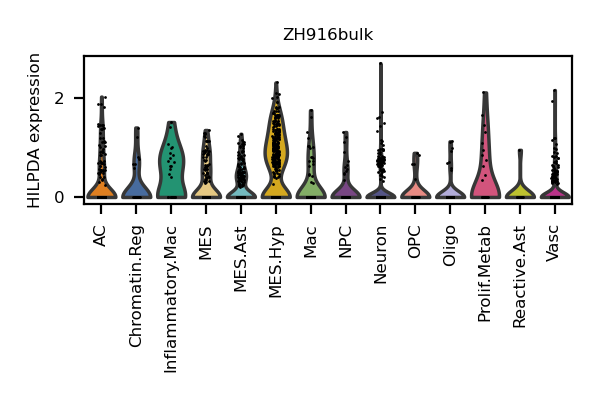 ZH916bulk
HILPDA expression
2
0
AC
Chromatin.Reg
Inflammatory.Mac
MES
MES.Ast
MES.Hyp
Mac
NPC
Neuron
OPC
Oligo
Prolif.Metab
Reactive.Ast
Vasc